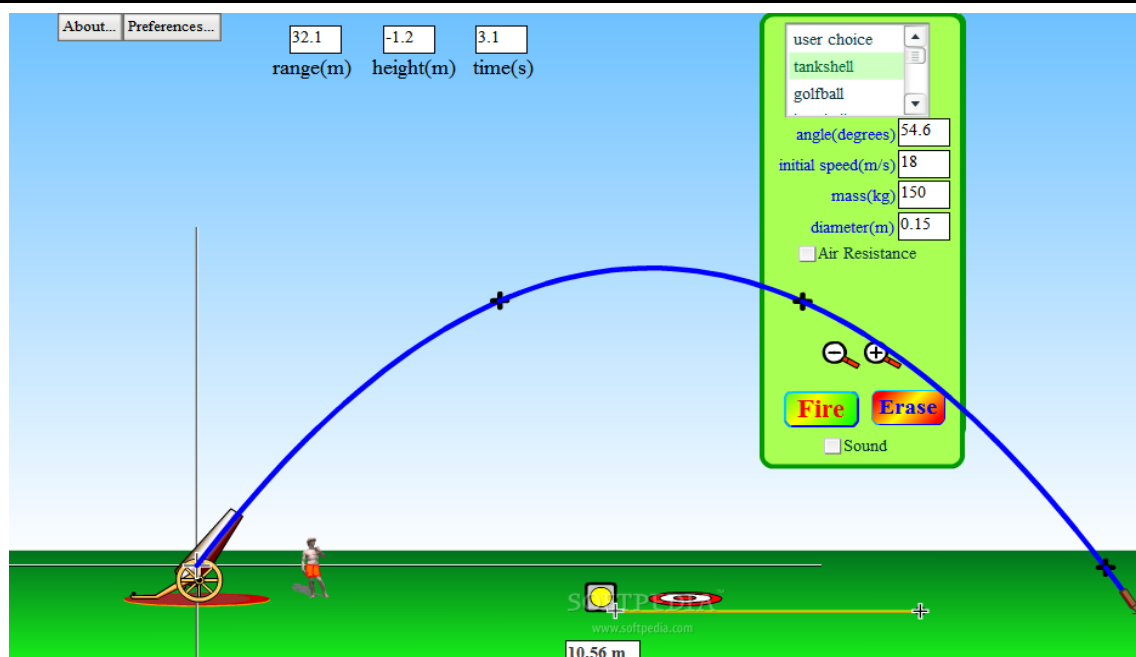 About... Preferences...
32.1 -1.2 3.1
range(m) height(m) time(s)
user choice
tankshell
golfball
angle(degrees) 54.6
initial speed(m/s) 18
mass(kg) 150
diameter(m) 0.15
Air Resistance
Fire Erase
Sound
SOFTPEDIA
www.softpedia.com
10.56 m